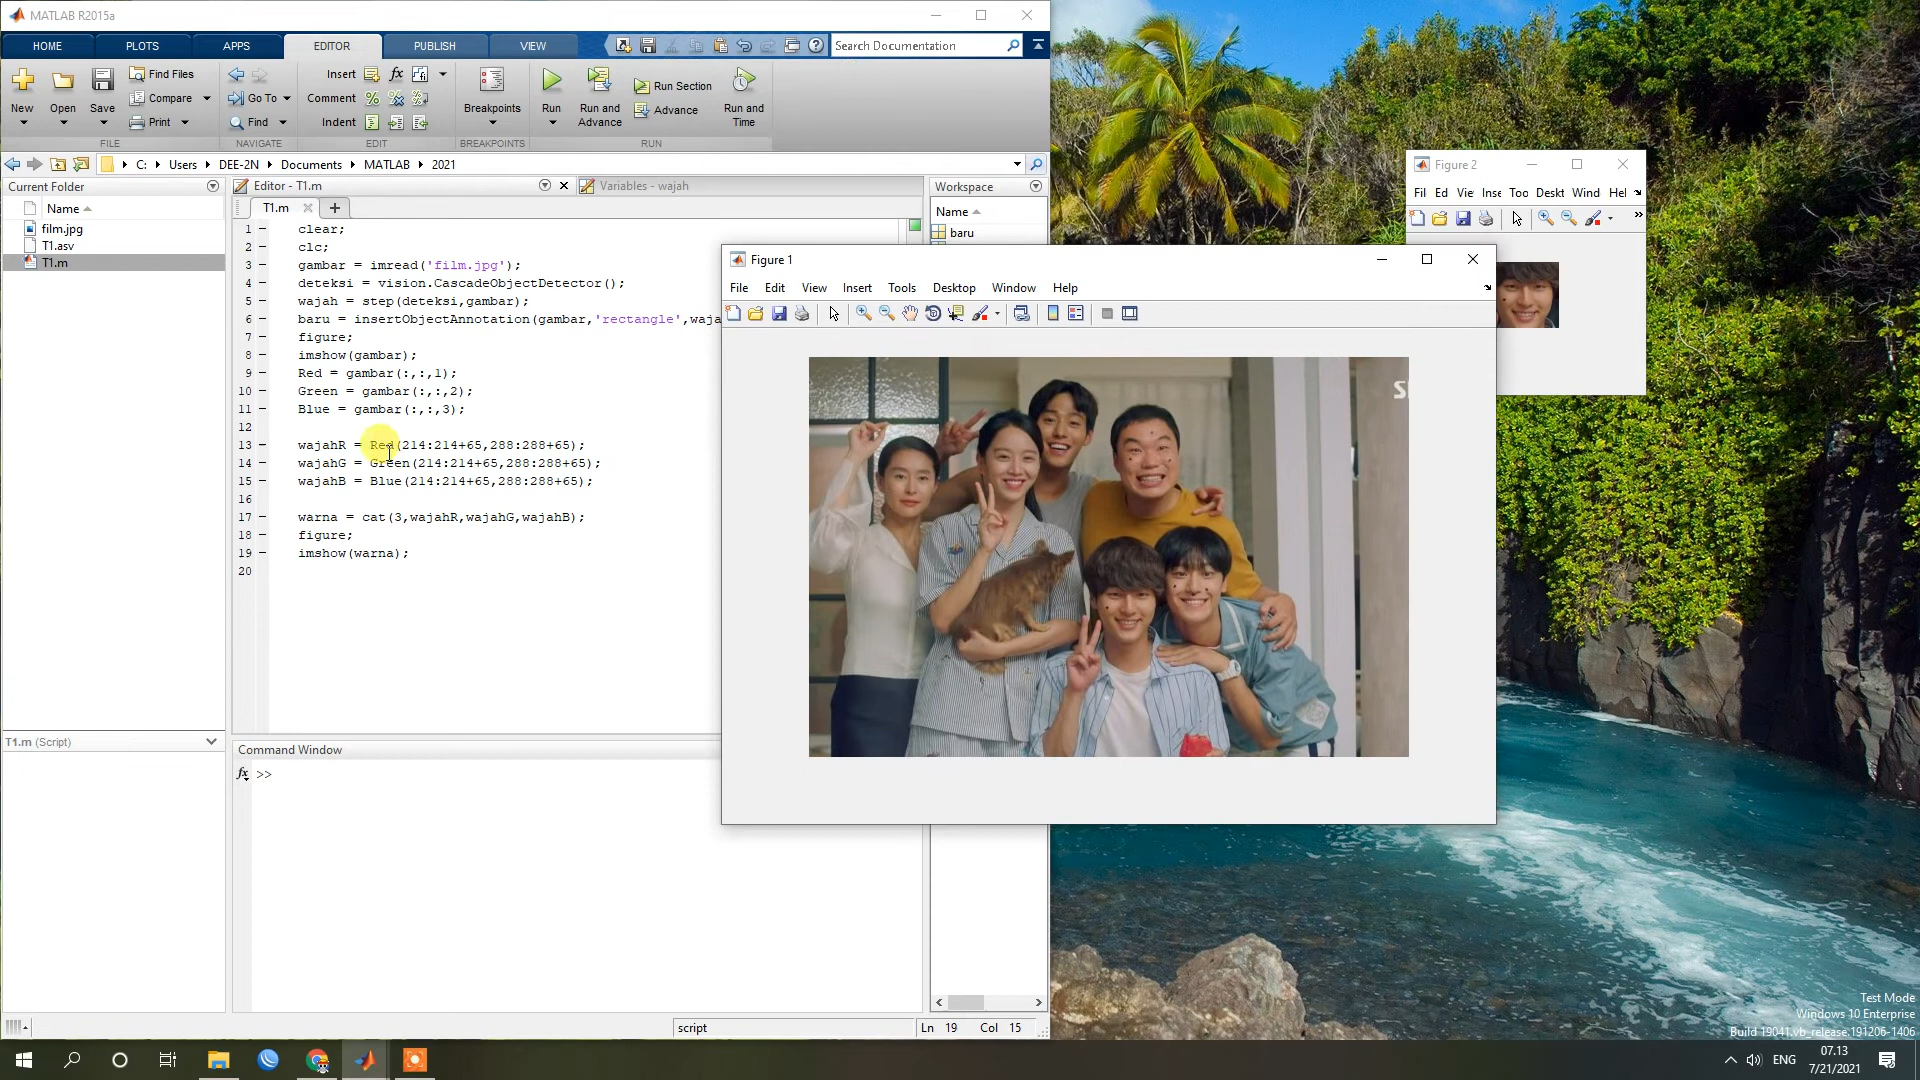 MATLAB R2015a
HOME PLOTS APPS EDITOR PUBLISH VIEW
Search Documentation
New Open Save
Find Files
Compare
Print
FILE
Go To
Find
NAVIGATE
Insert
Comment
Indent
EDIT
Breakpoints
BREAKPOINTS
Run
Run and Advance
Run Section
Advance
Run and Time
RUN
C: Users DEE-2N Documents MATLAB 2021
Current Folder
Name
film.jpg
T1.asv
T1.m
T1.m (Script)
Editor - T1.m
Variables - wajah
T1.m
1 clear;
2 clc;
3 gambar = imread('film.jpg');
4 deteksi = vision.CascadeObjectDetector();
5 wajah = step(deteksi,gambar);
6 baru = insertObjectAnnotation(gambar,'rectangle',waja
7 figure;
8 imshow(gambar);
9 Red = gambar(:,:,1);
10 Green = gambar(:,:,2);
11 Blue = gambar(:,:,3);
12
13 wajahR = Red(214:214+65,288:288+65);
14 wajahG = Green(214:214+65,288:288+65);
15 wajahB = Blue(214:214+65,288:288+65);
16
17 warna = cat(3,wajahR,wajahG,wajahB);
18 figure;
19 imshow(warna);
20
Command Window
fx >>
Workspace
Name
baru
script
Ln 19 Col 15
Figure 1
File Edit View Insert Tools Desktop Window Help
Figure 2
Fil Ed Vie Inse Too Deskt Wind Hel
Test Mode
Windows 10 Enterprise
Build 19041.vb_release.191206-1406
ENG
07.13
7/21/2021